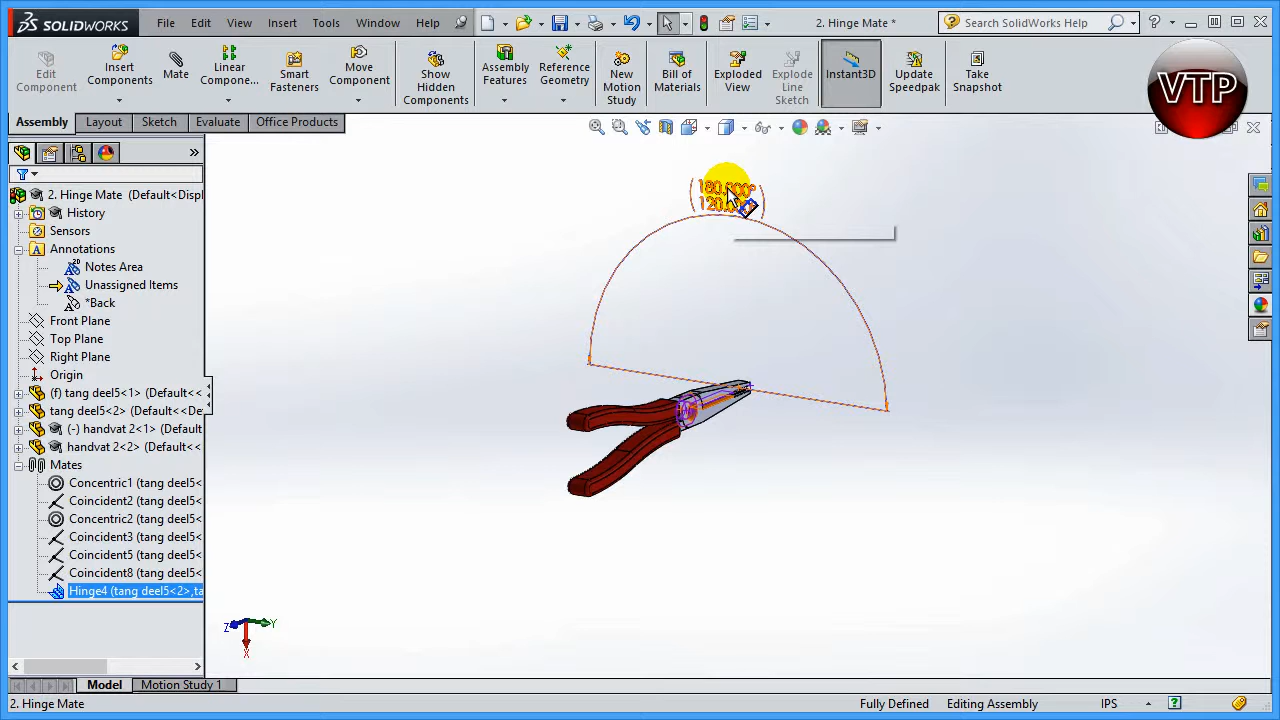 SOLIDWORKS File Edit View Insert Tools Window Help 2. Hinge Mate * Search SolidWorks Help
Edit Component
Insert Components
Mate
Linear Compone...
Smart Fasteners
Move Component
Show Hidden Components
Assembly Features
Reference Geometry
New Motion Study
Bill of Materials
Exploded View
Explode Line Sketch
Instant3D
Update Speedpak
Take Snapshot
VTP
Assembly Layout Sketch Evaluate Office Products
2. Hinge Mate (Default<Displ
History
Sensors
Annotations
Notes Area
Unassigned Items
*Back
Front Plane
Top Plane
Right Plane
Origin
(f) tang deel5<1> (Default<
tang deel5<2> (Default<<De
(-) handvat 2<1> (Default<
handvat 2<2> (Default<<
Mates
Concentric1 (tang deel5<
Coincident2 (tang deel5<
Concentric2 (tang deel5<
Coincident3 (tang deel5<
Coincident5 (tang deel5<
Coincident8 (tang deel5<
Hinge4 (tang deel5<2>,ta
180.000°
Z Y
X
Model Motion Study 1
2. Hinge Mate Fully Defined Editing Assembly IPS